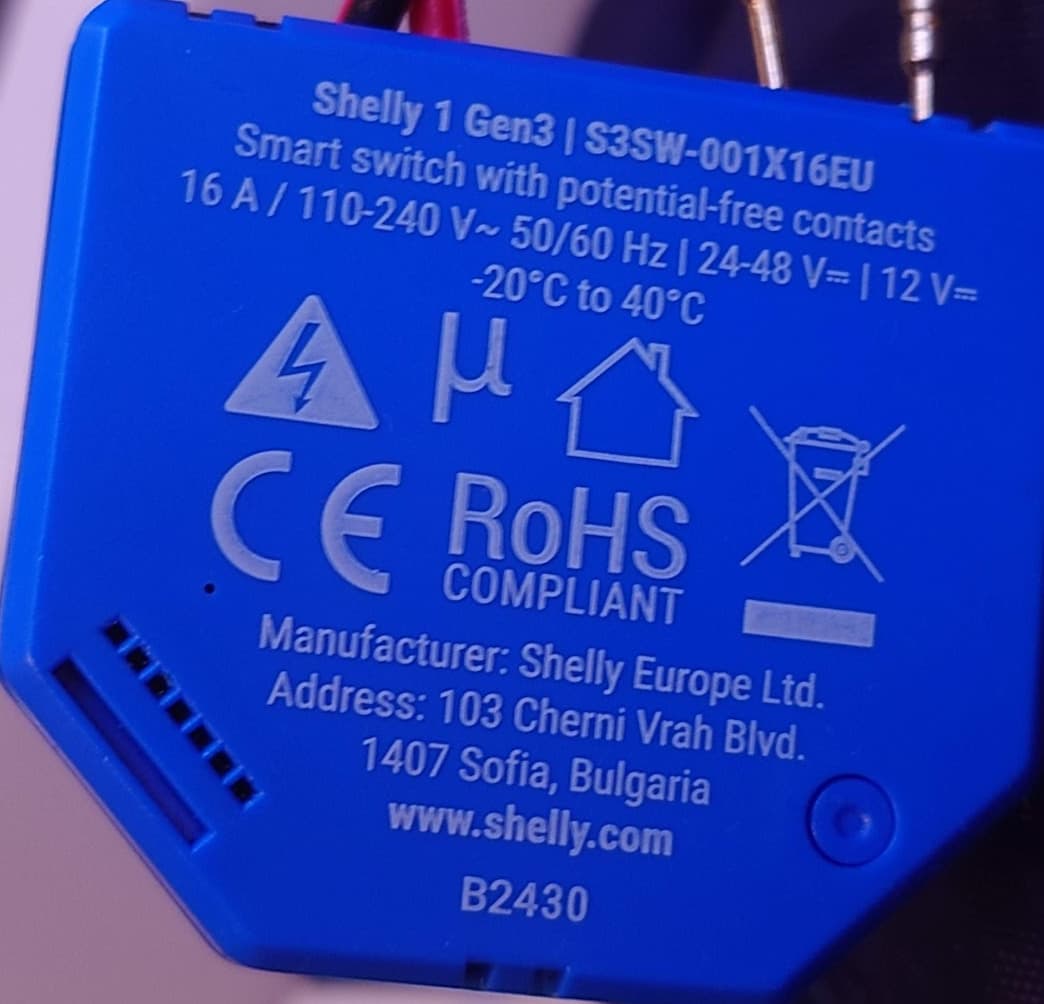 Shelly 1 Gen3 | S3SW-001X16EU
Smart switch with potential-free contacts
16 A / 110-240 V~ 50/60 Hz | 24-48 V⎓ | 12 V⎓
-20°C to 40°C
µ
CE
RoHS
COMPLIANT
Manufacturer: Shelly Europe Ltd.
Address: 103 Cherni Vrah Blvd.
1407 Sofia, Bulgaria
www.shelly.com
B2430